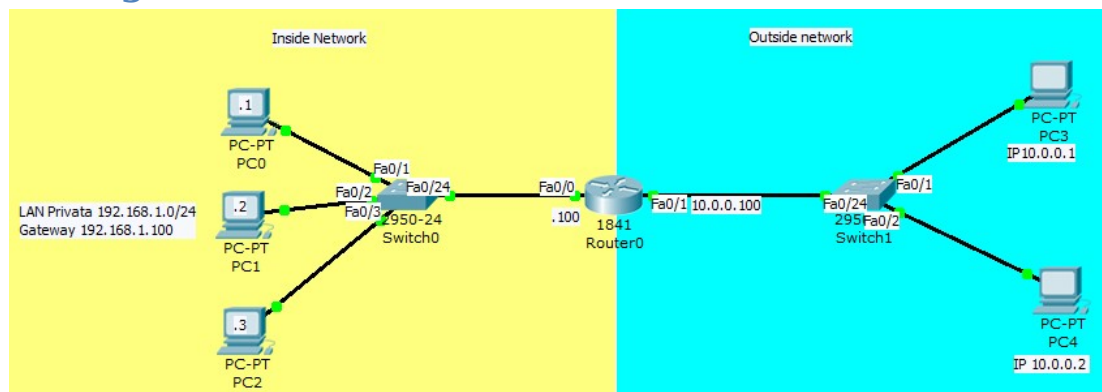 Inside Network
Outside network
.1
PC-PT
PC0
.2
PC-PT
PC1
.3
PC-PT
PC2
LAN Privata 192.168.1.0/24
Gateway 192.168.1.100
Fa0/1
Fa0/2
Fa0/3
Fa0/24
2950-24
Switch0
Fa0/0
.100
1841
Router0
Fa0/1
10.0.0.100
Fa0/24
Fa0/1
Fa0/2
Switch1
PC-PT
PC3
IP10.0.0.1
PC-PT
PC4
IP 10.0.0.2